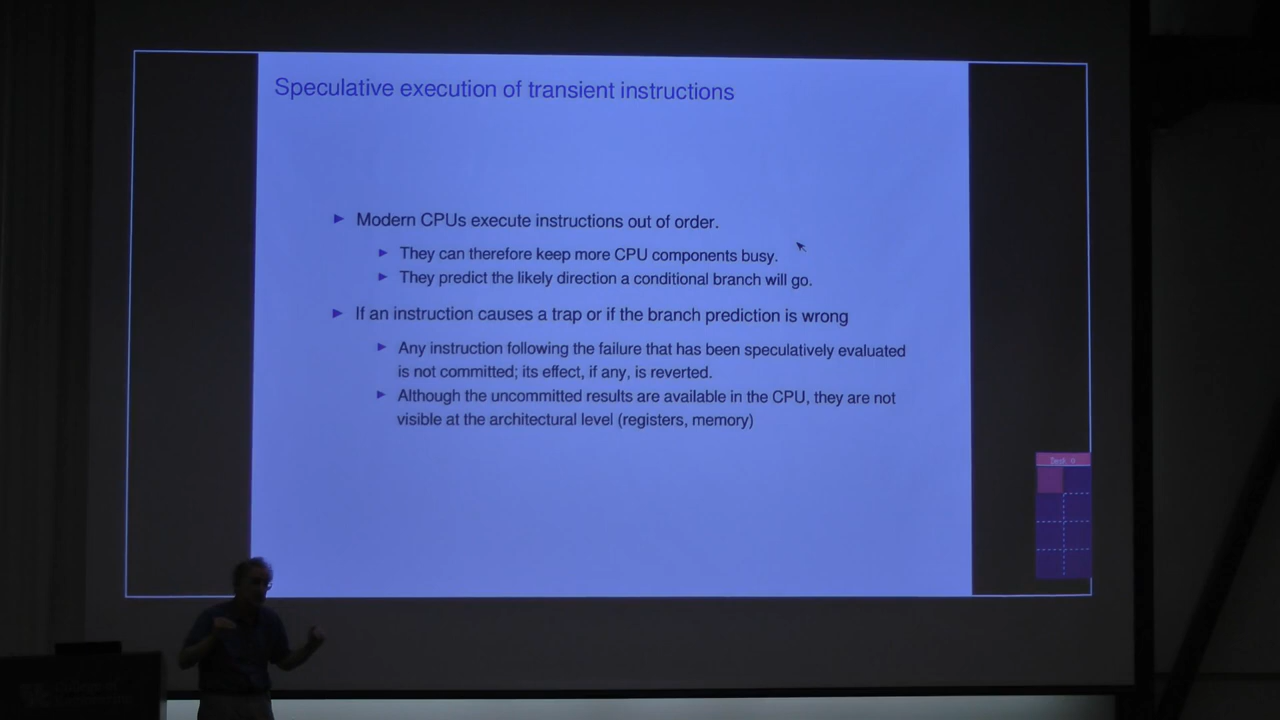 Speculative execution of transient instructions
Modern CPUs execute instructions out of order.
They can therefore keep more CPU components busy.
They predict the likely direction a conditional branch will go.
If an instruction causes a trap or if the branch prediction is wrong
Any instruction following the failure that has been speculatively evaluated
is not committed; its effect, if any, is reverted.
Although the uncommitted results are available in the CPU, they are not
visible at the architectural level (registers, memory)
Desk 0